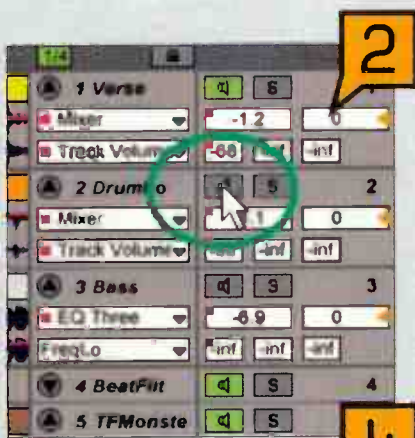 1/4
2
1 Verse S
Mixer -1.2 0
Track Volume -60 -inf -inf
2 S 2
Mixer 0
Track Volume -inf -inf -inf
3 Bass S 3
EQ Three -6.9 0
FreqLo -inf -inf -inf
4 BeatFilt S 4
5 TFMonste S